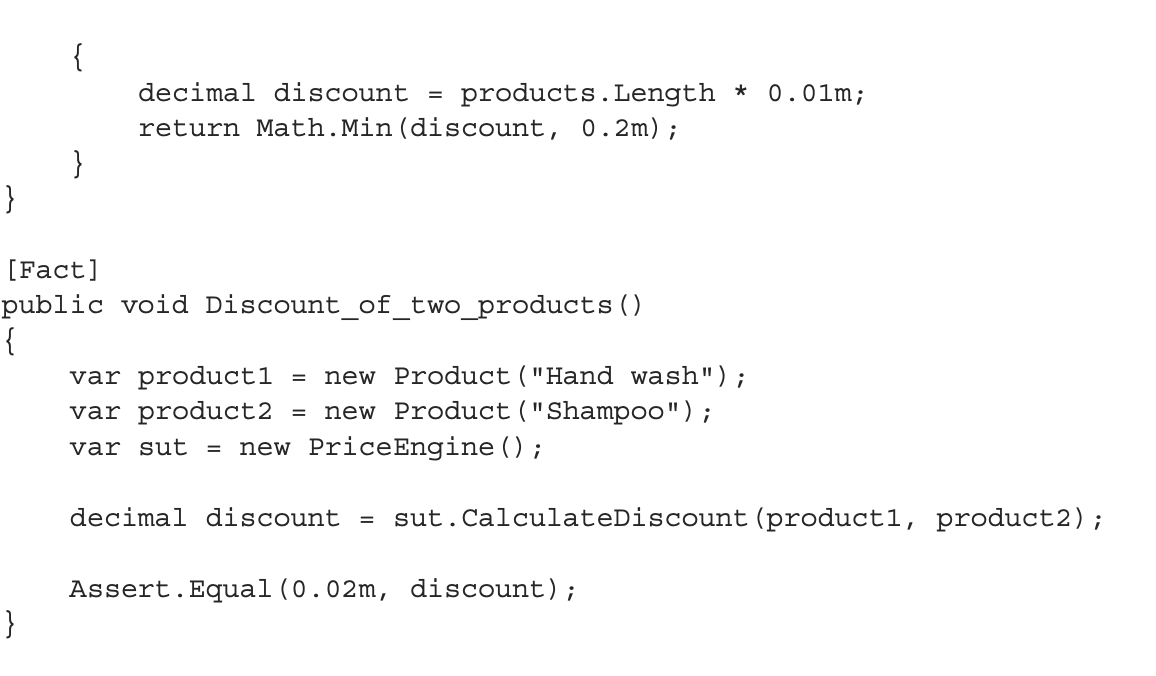 {
        decimal discount = products.Length * 0.01m;
        return Math.Min(discount, 0.2m);
    }
}

[Fact]
public void Discount_of_two_products()
{
    var product1 = new Product("Hand wash");
    var product2 = new Product("Shampoo");
    var sut = new PriceEngine();

    decimal discount = sut.CalculateDiscount(product1, product2);

    Assert.Equal(0.02m, discount);
}